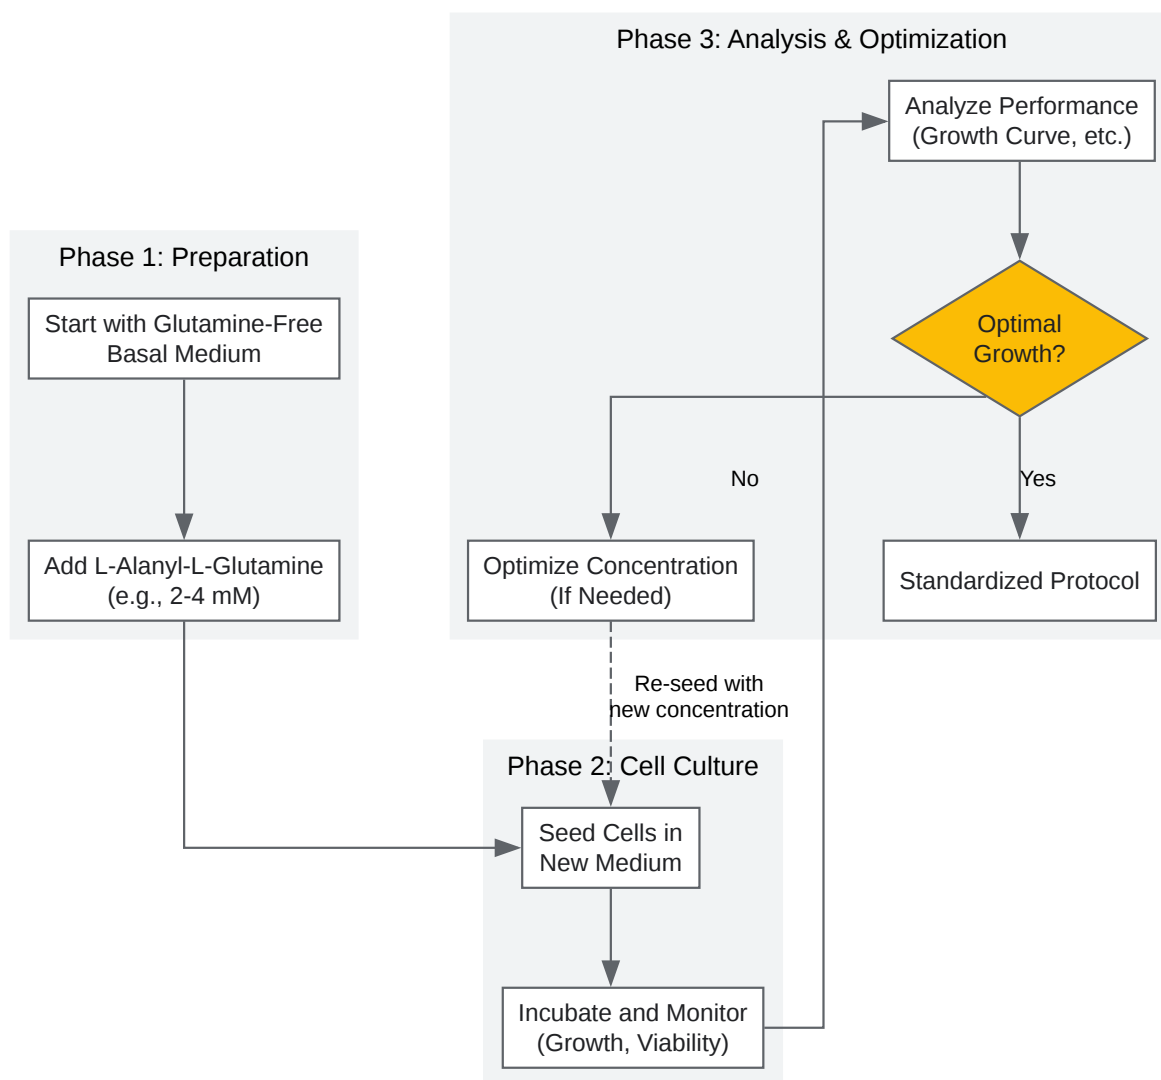 Phase 3: Analysis & Optimization
Analyze Performance
(Growth Curve, etc.)
Phase 1: Preparation
Start with Glutamine-Free
Basal Medium
Optimal
Growth?
No
Yes
Add L-Alanyl-L-Glutamine
(e.g., 2-4 mM)
Optimize Concentration
(If Needed)
Standardized Protocol
Re-seed with
new concentration
Phase 2: Cell Culture
Seed Cells in
New Medium
Incubate and Monitor
(Growth, Viability)